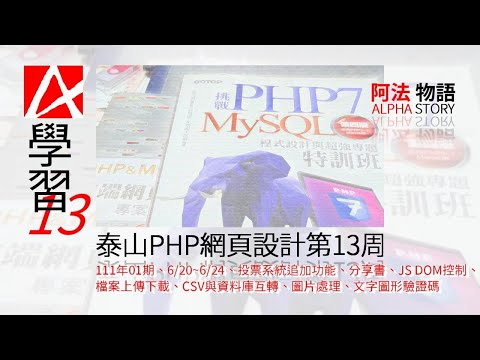 學習
13
阿法 物語
ALPHA STORY
挑戰
PHP7
MySQL
程式設計與超強專題
特訓班
泰山PHP網頁設計第13周
111年01期、6/20~6/24、投票系統追加功能、分享書、JS DOM控制、
檔案上傳下載、CSV與資料庫互轉、圖片處理、文字圖形驗證碼